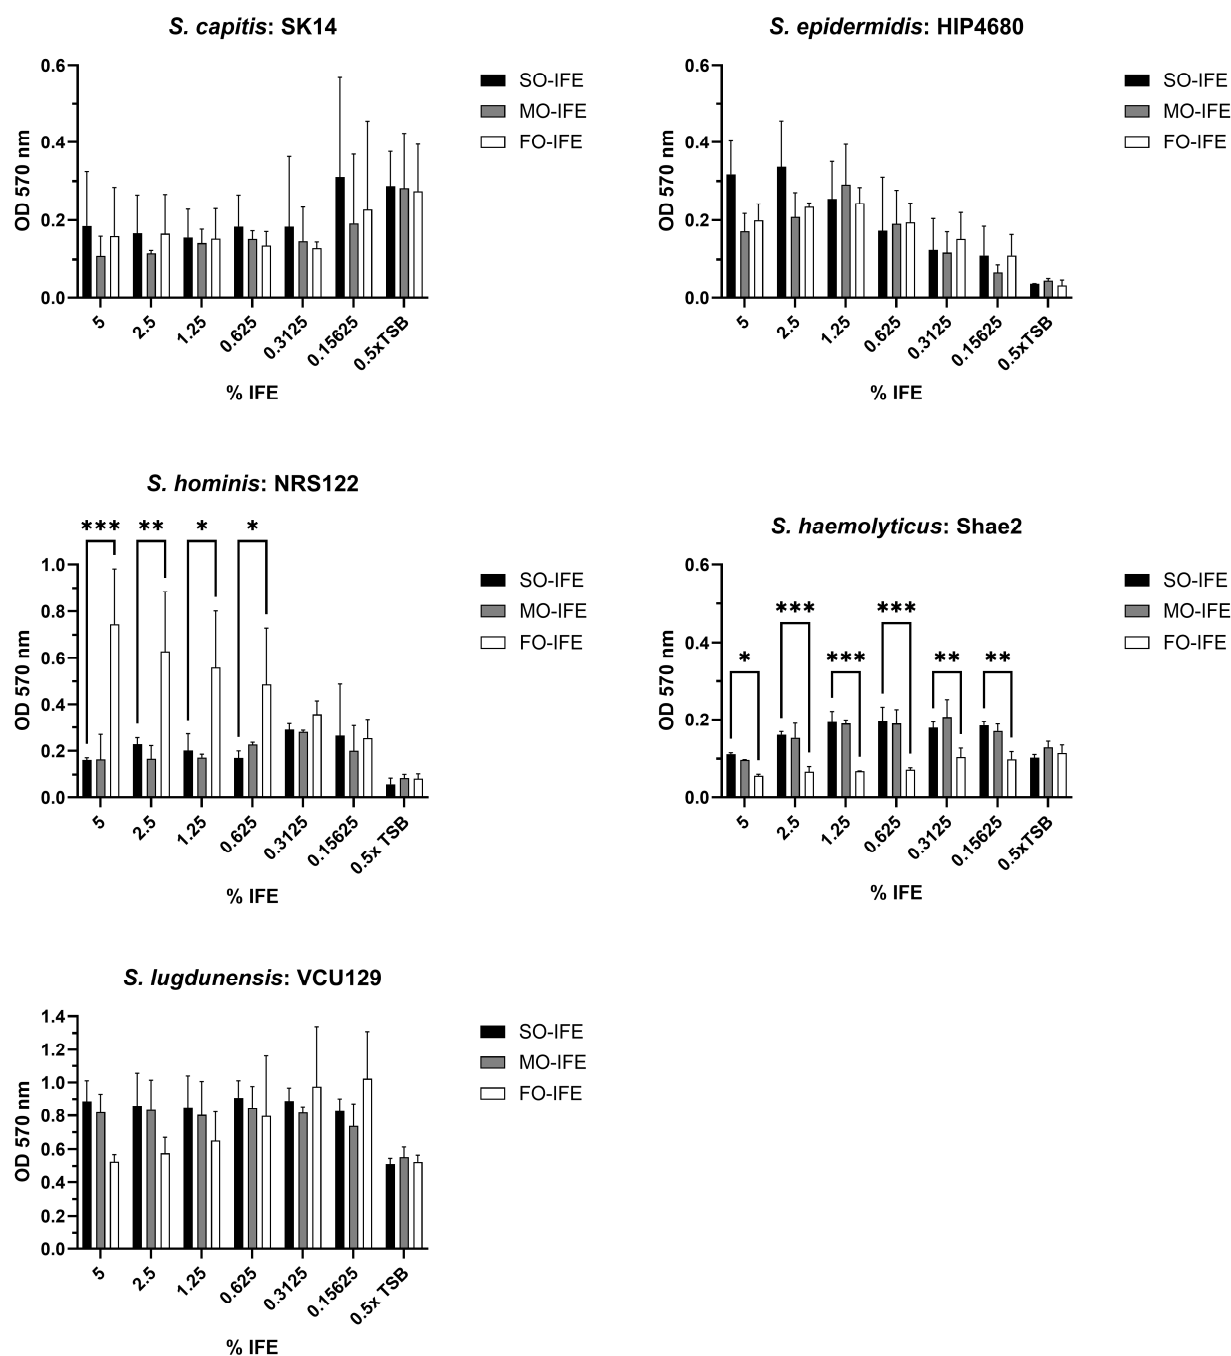 S. capitis: SK14
0.6
0.4
0.2
0.0
OD 570 nm
5
2.5
1.25
0.625
0.3125
0.15625
0.5xTSB
% IFE
SO-IFE
MO-IFE
FO-IFE
S. epidermidis: HIP4680
0.6
0.4
0.2
0.0
OD 570 nm
5
2.5
1.25
0.625
0.3125
0.15625
0.5xTSB
% IFE
SO-IFE
MO-IFE
FO-IFE
S. hominis: NRS122
*** ** * *
1.0
0.8
0.6
0.4
0.2
0.0
OD 570 nm
5
2.5
1.25
0.625
0.3125
0.15625
0.5x TSB
% IFE
SO-IFE
MO-IFE
FO-IFE
S. haemolyticus: Shae2
* *** *** *** ** **
0.6
0.4
0.2
0.0
OD 570 nm
5
2.5
1.25
0.625
0.3125
0.15625
0.5xTSB
% IFE
SO-IFE
MO-IFE
FO-IFE
S. lugdunensis: VCU129
1.4
1.2
1.0
0.8
0.6
0.4
0.2
0.0
OD 570 nm
5
2.5
1.25
0.625
0.3125
0.15625
0.5x TSB
% IFE
SO-IFE
MO-IFE
FO-IFE